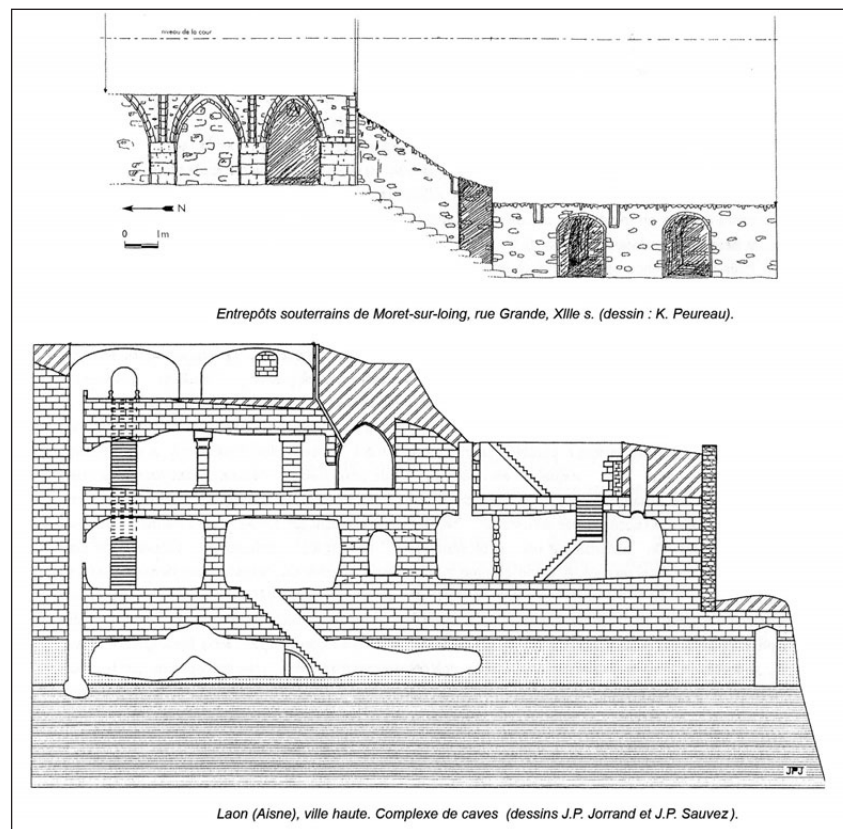 niveau de la cour
N
0 1m
Entrepôts souterrains de Moret-sur-loing, rue Grande, XIIIe s. (dessin : K. Peureau).
JPJ
Laon (Aisne), ville haute. Complexe de caves (dessins J.P. Jorrand et J.P. Sauvez).